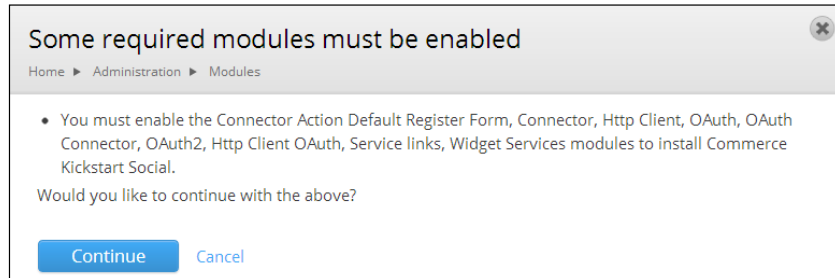 Some required modules must be enabled
Home ▶ Administration ▶ Modules
• You must enable the Connector Action Default Register Form, Connector, Http Client, OAuth, OAuth
Connector, OAuth2, Http Client OAuth, Service links, Widget Services modules to install Commerce
Kickstart Social.
Would you like to continue with the above?
Continue Cancel